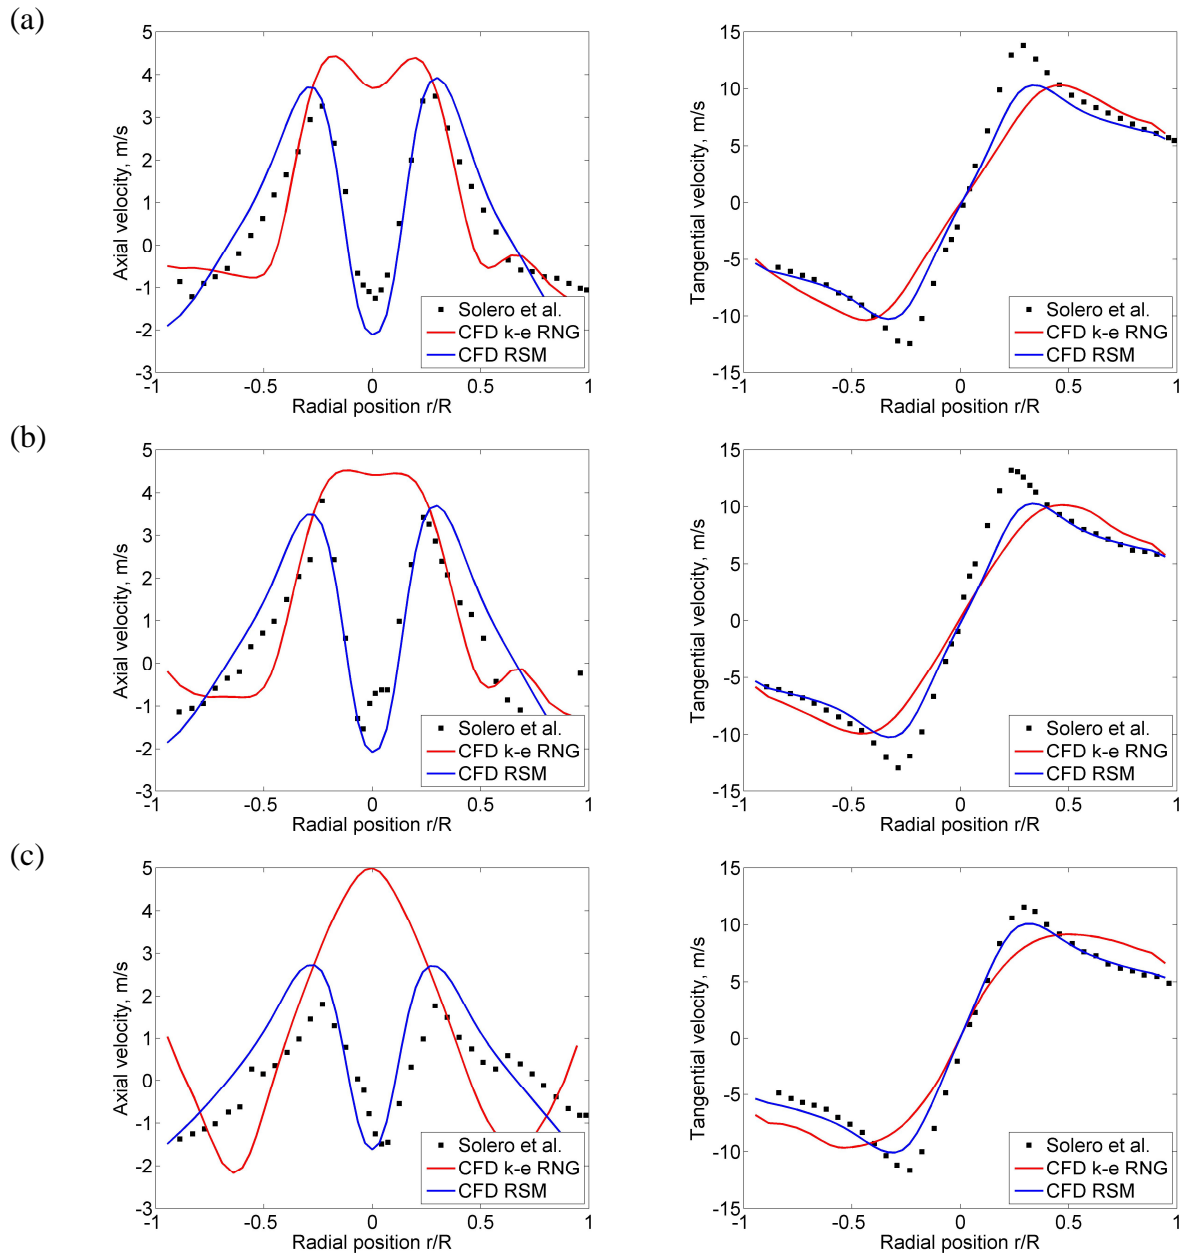 (a)
5
4
3
2
1
0
-1
-2
-3
Axial velocity, m/s
Solero et al.
CFD k-e RNG
CFD RSM
-1
-0.5
0
0.5
1
Radial position r/R
15
10
5
0
-5
-10
-15
Tangential velocity, m/s
Solero et al.
CFD k-e RNG
CFD RSM
-1
-0.5
0
0.5
1
Radial position r/R
(b)
5
4
3
2
1
0
-1
-2
-3
Axial velocity, m/s
Solero et al.
CFD k-e RNG
CFD RSM
-1
-0.5
0
0.5
1
Radial position r/R
15
10
5
0
-5
-10
-15
Tangential velocity, m/s
Solero et al.
CFD k-e RNG
CFD RSM
-1
-0.5
0
0.5
1
Radial position r/R
(c)
5
4
3
2
1
0
-1
-2
-3
Axial velocity, m/s
Solero et al.
CFD k-e RNG
CFD RSM
-1
-0.5
0
0.5
1
Radial position r/R
15
10
5
0
-5
-10
-15
Tangential velocity, m/s
Solero et al.
CFD k-e RNG
CFD RSM
-1
-0.5
0
0.5
1
Radial position r/R